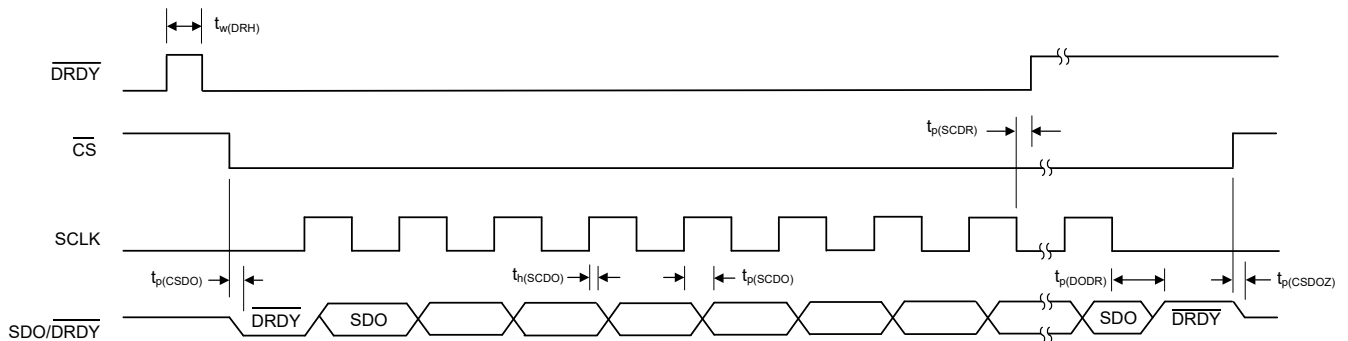 tw(DRH)
DRDY
tp(SCDR)
CS
SCLK
tp(CSDO)
th(SCDO)
tp(SCDO)
tp(DODR)
tp(CSDOZ)
SDO/DRDY
DRDY
SDO
SDO
DRDY